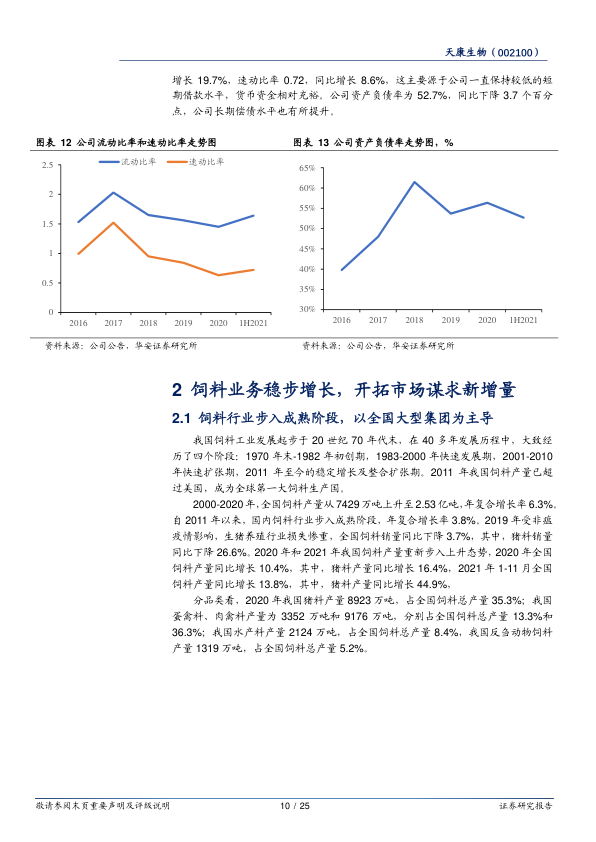 天康生物（002100）
增长 19.7%，速动比率 0.72，同比增长 8.6%，这主要源于公司一直保持较低的短
期借款水平，货币资金相对充裕。公司资产负债率为 52.7%，同比下降 3.7 个百分
点，公司长期偿债水平也有所提升。
图表 12 公司流动比率和速动比率走势图
流动比率 速动比率
2.5
2
1.5
1
0.5
0
2016 2017 2018 2019 2020 1H2021
资料来源：公司公告，华安证券研究所
图表 13 公司资产负债率走势图，%
65%
60%
55%
50%
45%
40%
35%
30%
2016 2017 2018 2019 2020 1H2021
资料来源：公司公告，华安证券研究所
2 饲料业务稳步增长，开拓市场谋求新增量
2.1 饲料行业步入成熟阶段，以全国大型集团为主导
我国饲料工业发展起步于 20 世纪 70 年代末，在 40 多年发展历程中，大致经
历了四个阶段：1970 年末-1982 年初创期，1983-2000 年快速发展期，2001-2010
年快速扩张期，2011 年至今的稳定增长及整合扩张期。2011 年我国饲料产量已超
过美国，成为全球第一大饲料生产国。
2000-2020 年，全国饲料产量从 7429 万吨上升至 2.53 亿吨，年复合增长率 6.3%。
自 2011 年以来，国内饲料行业步入成熟阶段，年复合增长率 3.8%。2019 年受非瘟
疫情影响，生猪养殖行业损失惨重，全国饲料销量同比下降 3.7%，其中，猪料销量
同比下降 26.6%。2020 年和 2021 年我国饲料产量重新步入上升态势，2020 年全国
饲料产量同比增长 10.4%，其中，猪料产量同比增长 16.4%，2021 年 1-11 月全国
饲料产量同比增长 13.8%，其中，猪料产量同比增长 44.9%，
分品类看，2020 年我国猪料产量 8923 万吨，占全国饲料总产量 35.3%；我国
蛋禽料、肉禽料产量为 3352 万吨和 9176 万吨，分别占全国饲料总产量 13.3%和
36.3%；我国水产料产量 2124 万吨，占全国饲料总产量 8.4%，我国反刍动物饲料
产量 1319 万吨，占全国饲料总产量 5.2%。
敬请参阅末页重要声明及评级说明 10 / 25 证券研究报告